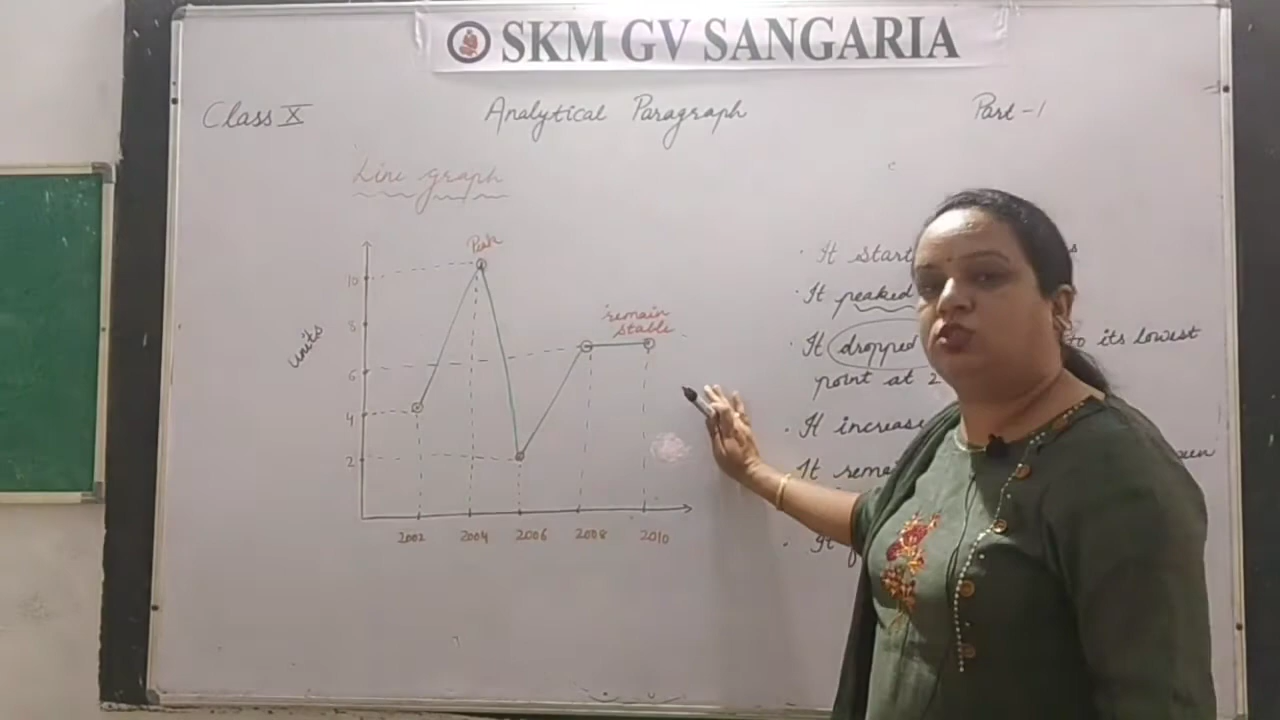 SKM GV SANGARIA
Class X
Analytical Paragraph
Part-1
Line graph
Peak
10
8
6
4
2
units
remain
stable
2002
2004
2006
2008
2010
· It start
· It peaked
· It dropped to its lowest
point at 2
· It increase
· It rema
· It